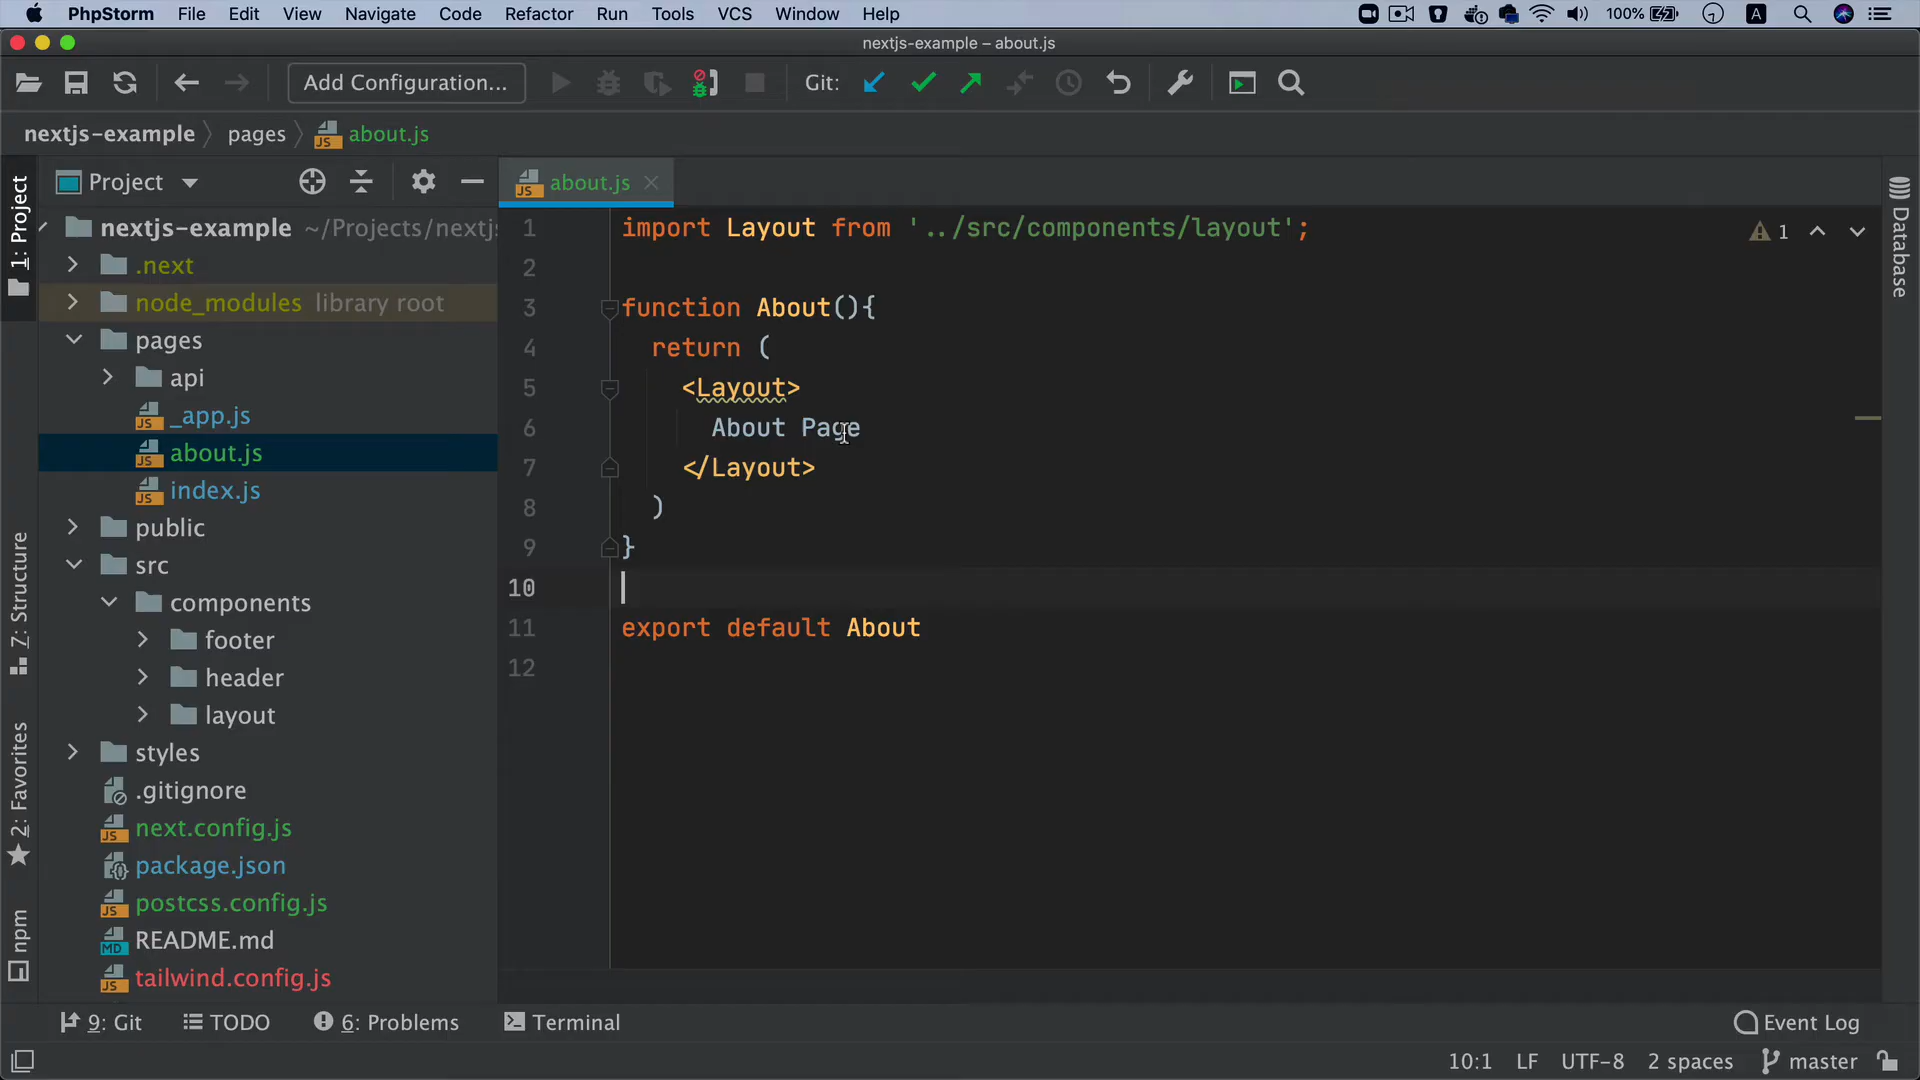 PhpStorm File Edit View Navigate Code Refactor Run Tools VCS Window Help 100% A
nextjs-example – about.js
Add Configuration... Git:
nextjs-example pages about.js
1: Project
Project
about.js
nextjs-example ~/Projects/nextj
.next
node_modules library root
pages
api
_app.js
about.js
index.js
public
src
components
footer
header
layout
styles
.gitignore
next.config.js
package.json
postcss.config.js
README.md
tailwind.config.js
7: Structure
2: Favorites
npm
1 import Layout from '../src/components/layout';
2
3 function About(){
4 return (
5 <Layout>
6 About Page
7 </Layout>
8 )
9 }
10
11 export default About
12
1
Database
9: Git TODO 6: Problems Terminal Event Log
10:1 LF UTF-8 2 spaces master